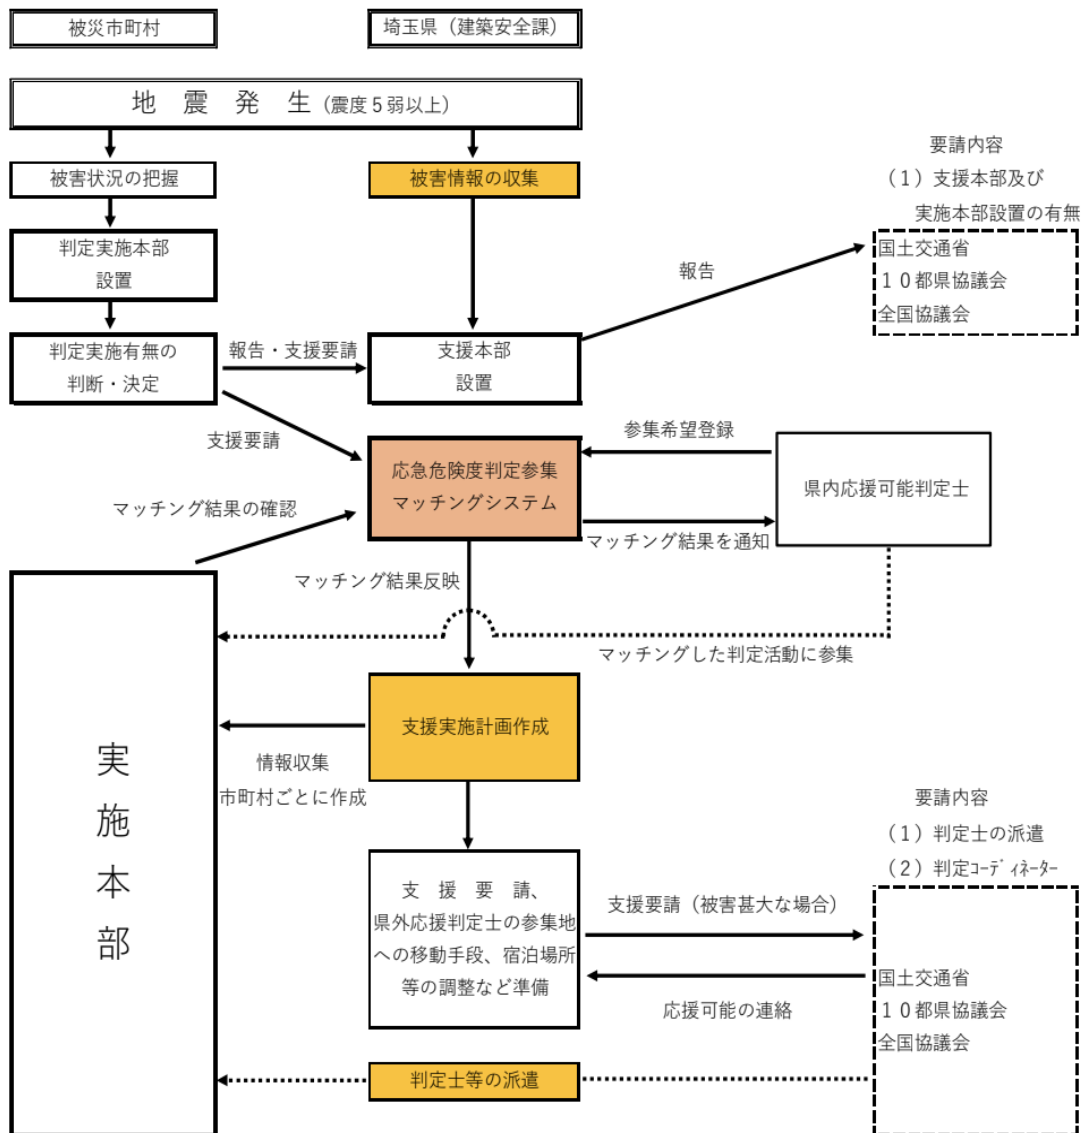 被災市町村
埼玉県（建築安全課）
地 震 発 生 (震度５弱以上)
被害状況の把握
被害情報の収集
要請内容
（１）支援本部及び
実施本部設置の有無
判定実施本部
設置
国土交通省
１０都県協議会
全国協議会
報告
判定実施有無の
判断・決定
報告・支援要請
支援本部
設置
支援要請
応急危険度判定参集
マッチングシステム
参集希望登録
県内応援可能判定士
マッチング結果の確認
マッチング結果を通知
マッチング結果反映
マッチングした判定活動に参集
支援実施計画作成
情報収集
市町村ごとに作成
実
施
本
部
要請内容
（１）判定士の派遣
（２）判定ｺｰﾃﾞｨﾈｰﾀｰ
支 援 要 請、
県外応援判定士の参集地
への移動手段、宿泊場所
等の調整など準備
支援要請（被害甚大な場合）
応援可能の連絡
国土交通省
１０都県協議会
全国協議会
判定士等の派遣